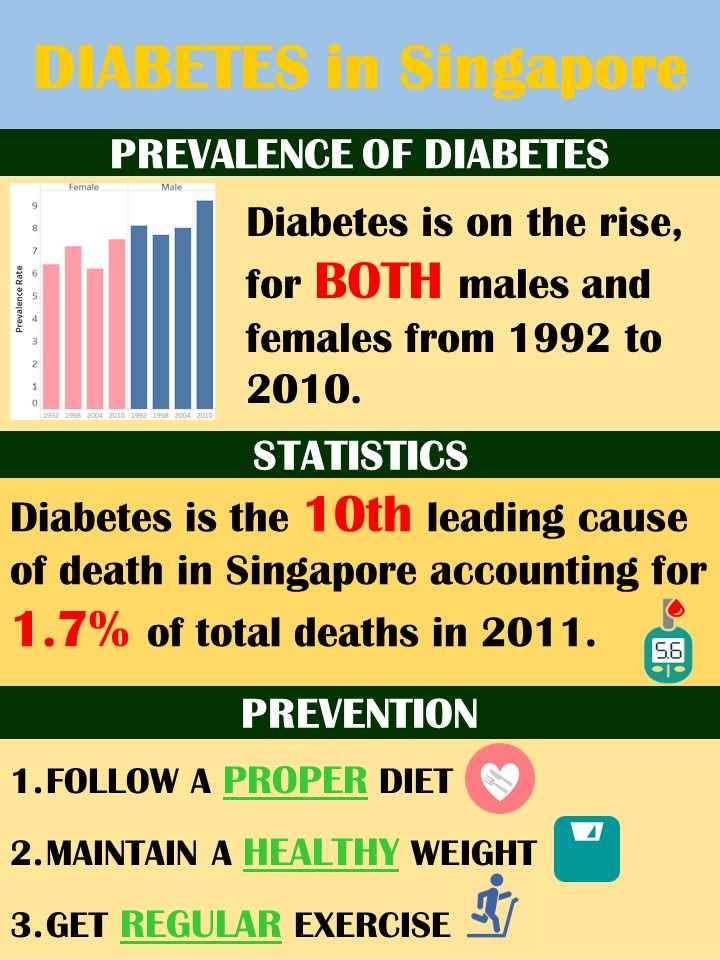 DIABETES in Singapore
PREVALENCE OF DIABETES
Female Male
Prevalence Rate
9
8
7
6
5
4
3
2
1
0
1992 1998 2004 2010 1992 1998 2004 2010
Diabetes is on the rise,
for BOTH males and
females from 1992 to
2010.
STATISTICS
Diabetes is the 10th leading cause
of death in Singapore accounting for
1.7% of total deaths in 2011.
5.6
PREVENTION
1.FOLLOW A PROPER DIET
2.MAINTAIN A HEALTHY WEIGHT
3.GET REGULAR EXERCISE